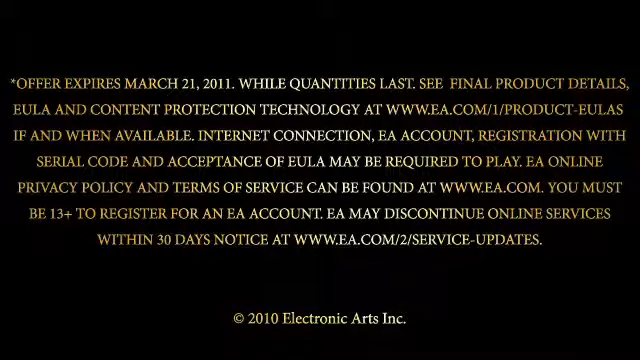 *OFFER EXPIRES MARCH 21, 2011. WHILE QUANTITIES LAST. SEE FINAL PRODUCT DETAILS,
EULA AND CONTENT PROTECTION TECHNOLOGY AT WWW.EA.COM/1/PRODUCT-EULAS
IF AND WHEN AVAILABLE. INTERNET CONNECTION, EA ACCOUNT, REGISTRATION WITH
SERIAL CODE AND ACCEPTANCE OF EULA MAY BE REQUIRED TO PLAY. EA ONLINE
PRIVACY POLICY AND TERMS OF SERVICE CAN BE FOUND AT WWW.EA.COM. YOU MUST
BE 13+ TO REGISTER FOR AN EA ACCOUNT. EA MAY DISCONTINUE ONLINE SERVICES
WITHIN 30 DAYS NOTICE AT WWW.EA.COM/2/SERVICE-UPDATES.
© 2010 Electronic Arts Inc.